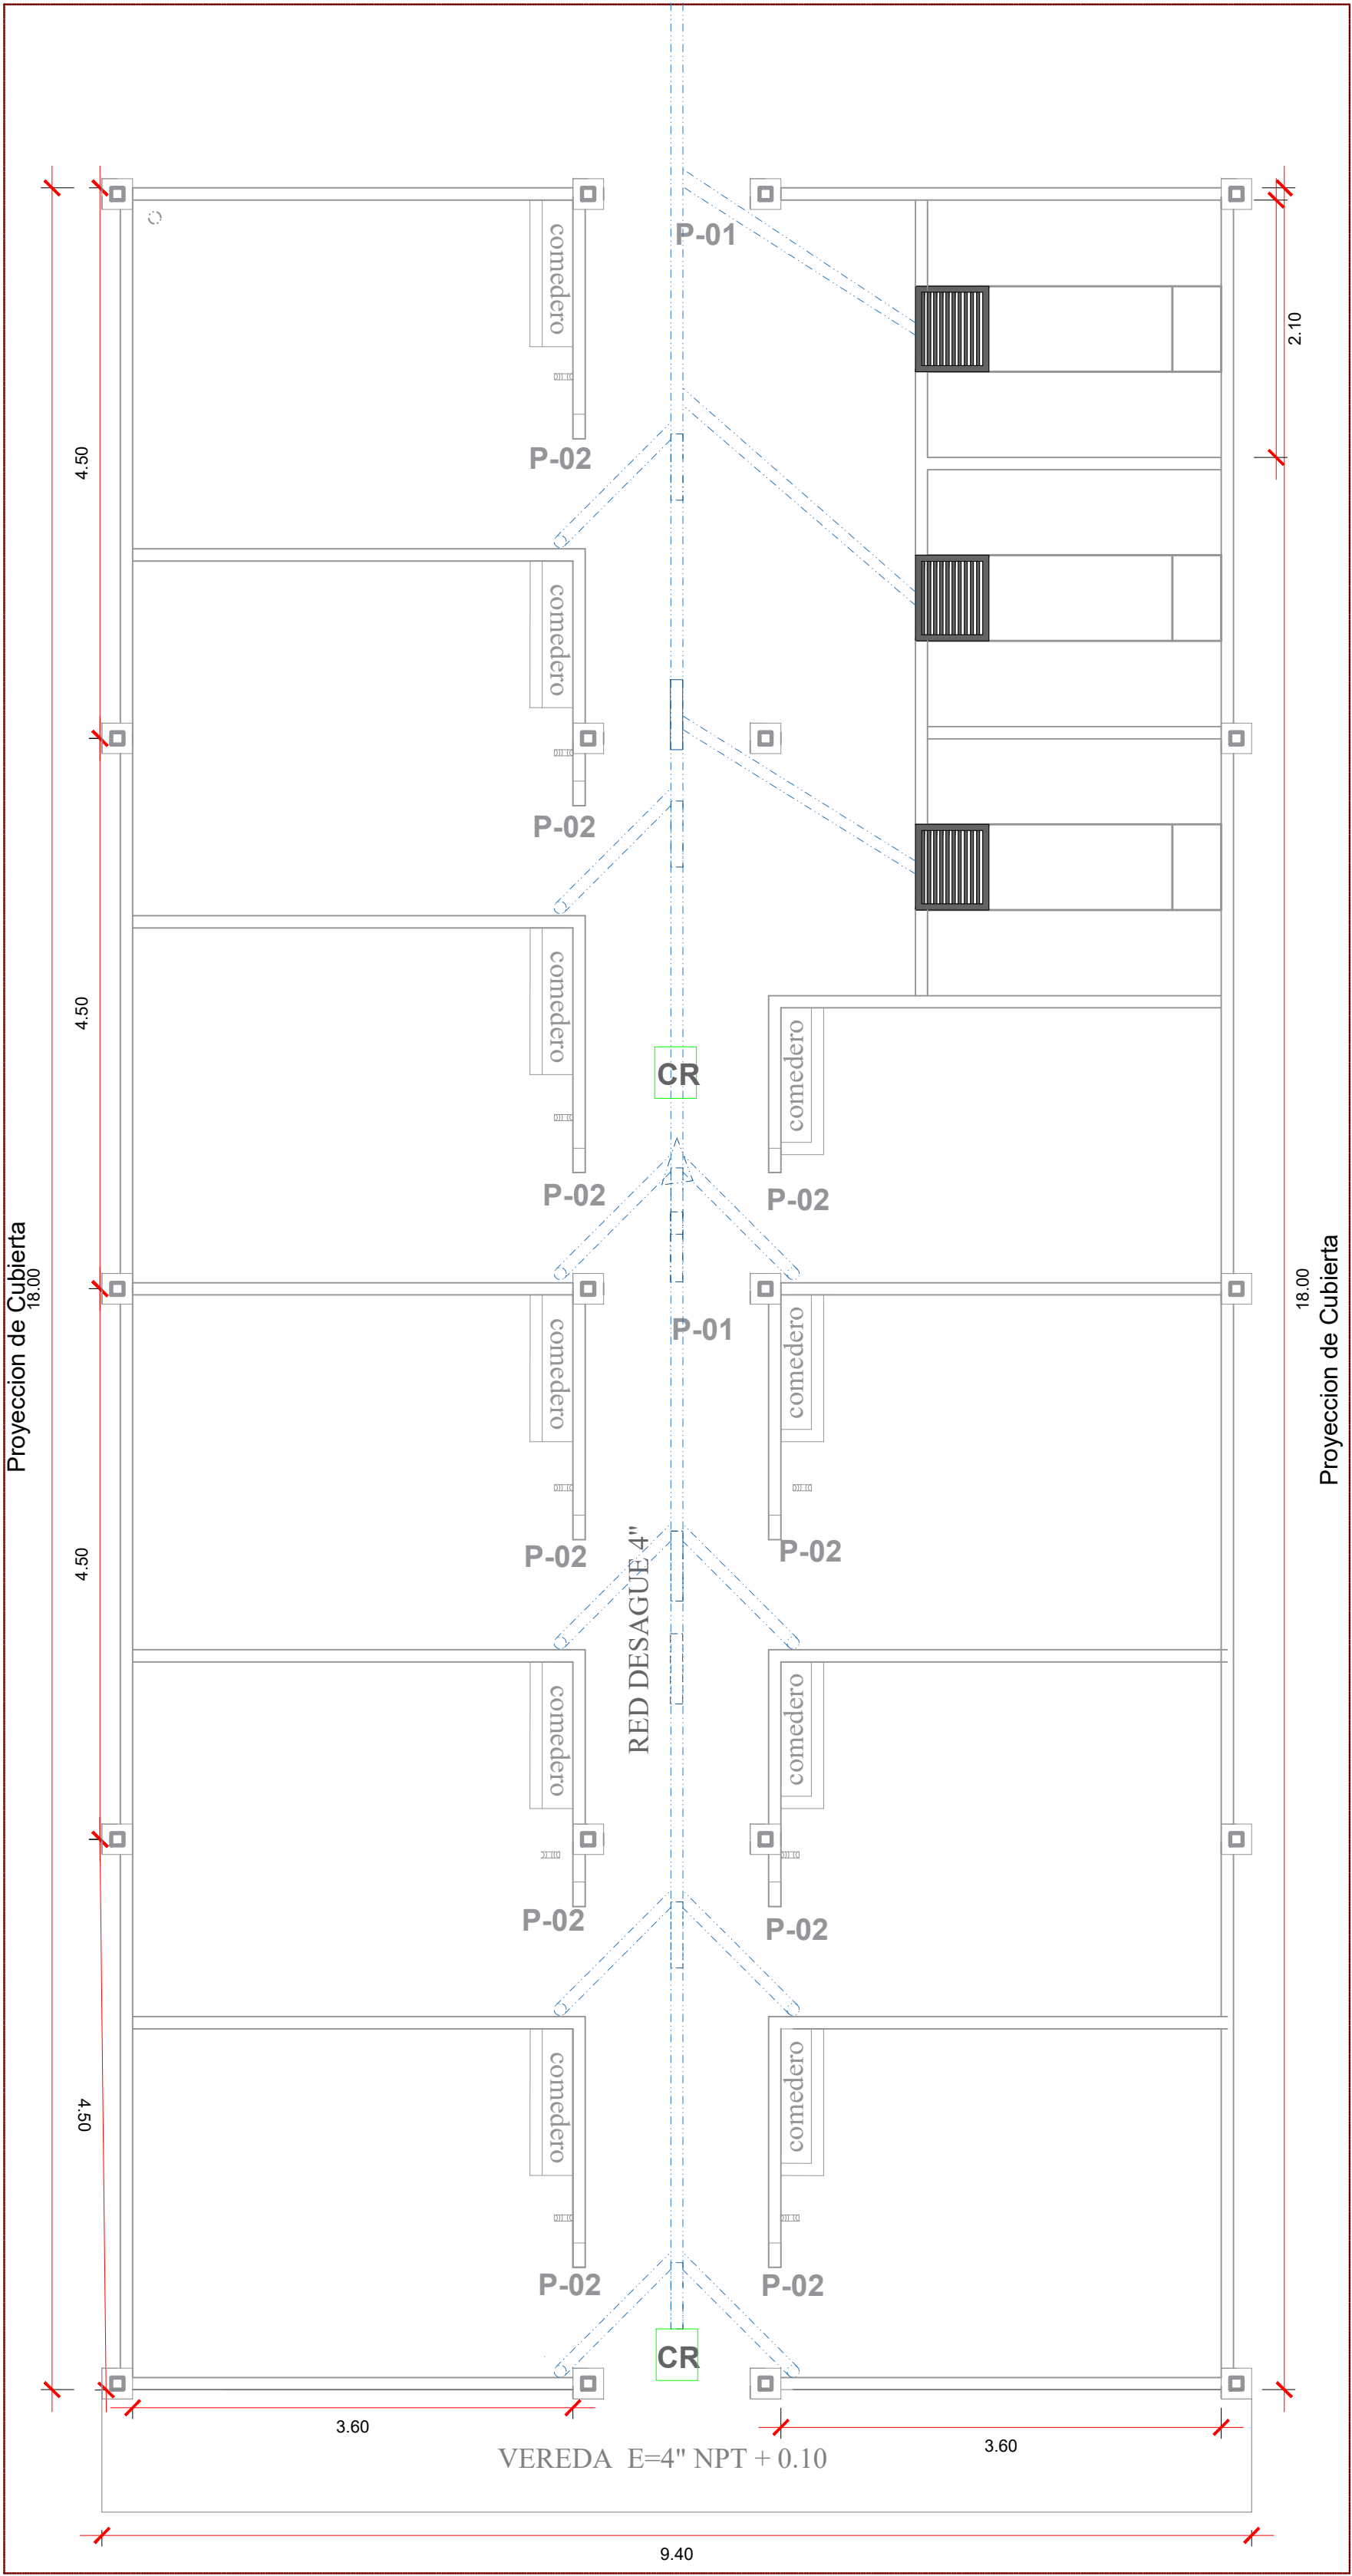 P-01
comedero
2.10
4.50
P-02
comedero
P-02
comedero
4.50
CR
comedero
P-02
P-02
Proyeccion de Cubierta
18.00
18.00
Proyeccion de Cubierta
P-01
comedero
comedero
4.50
P-02
P-02
RED DESAGUE 4"
comedero
comedero
P-02
P-02
4.50
comedero
comedero
P-02
P-02
CR
3.60
3.60
VEREDA E=4" NPT + 0.10
9.40